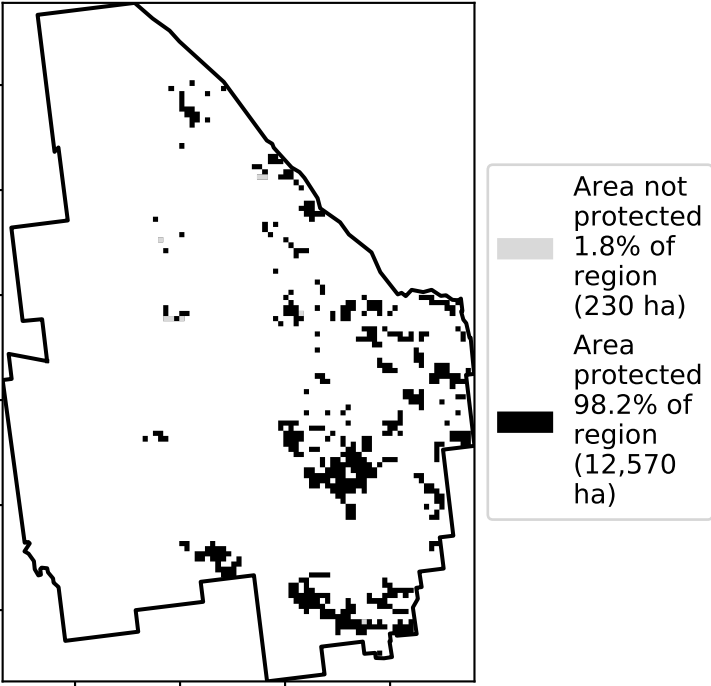 Area not
protected
1.8% of
region
(230 ha)
Area
protected
98.2% of
region
(12,570
ha)